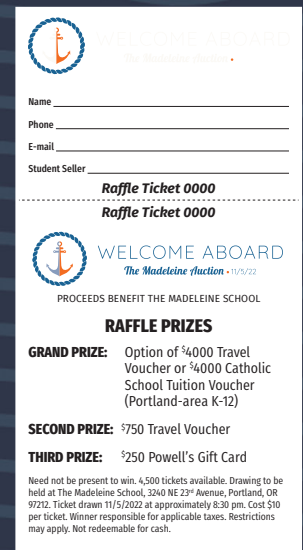 WELCOME ABOARD
The Madeleine Auction •
Name
Phone
E-mail
Student Seller
Raffle Ticket 0000
Raffle Ticket 0000
WELCOME ABOARD
The Madeleine Auction • 11/5/22
PROCEEDS BENEFIT THE MADELEINE SCHOOL
RAFFLE PRIZES
GRAND PRIZE: Option of $4000 Travel
Voucher or $4000 Catholic
School Tuition Voucher
(Portland-area K-12)
SECOND PRIZE: $750 Travel Voucher
THIRD PRIZE: $250 Powell's Gift Card
Need not be present to win. 4,500 tickets available. Drawing to be
held at The Madeleine School, 3240 NE 23rd Avenue, Portland, OR
97212. Ticket drawn 11/5/2022 at approximately 8:30 pm. Cost $10
per ticket. Winner responsible for applicable taxes. Restrictions
may apply. Not redeemable for cash.